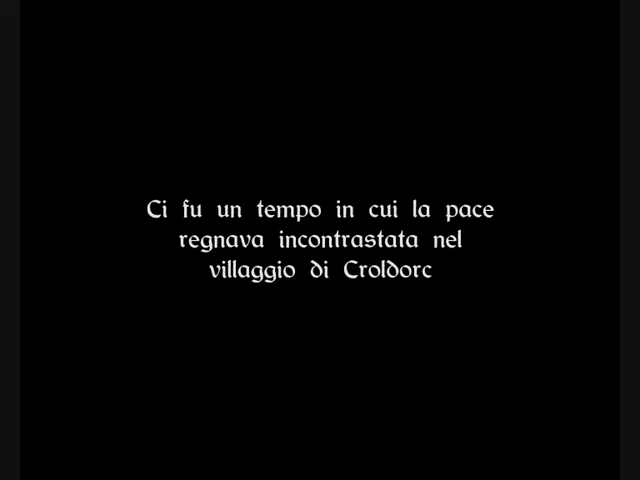 Ci fu un tempo in cui la pace
regnava incontrastata nel
villaggio di Croldorc